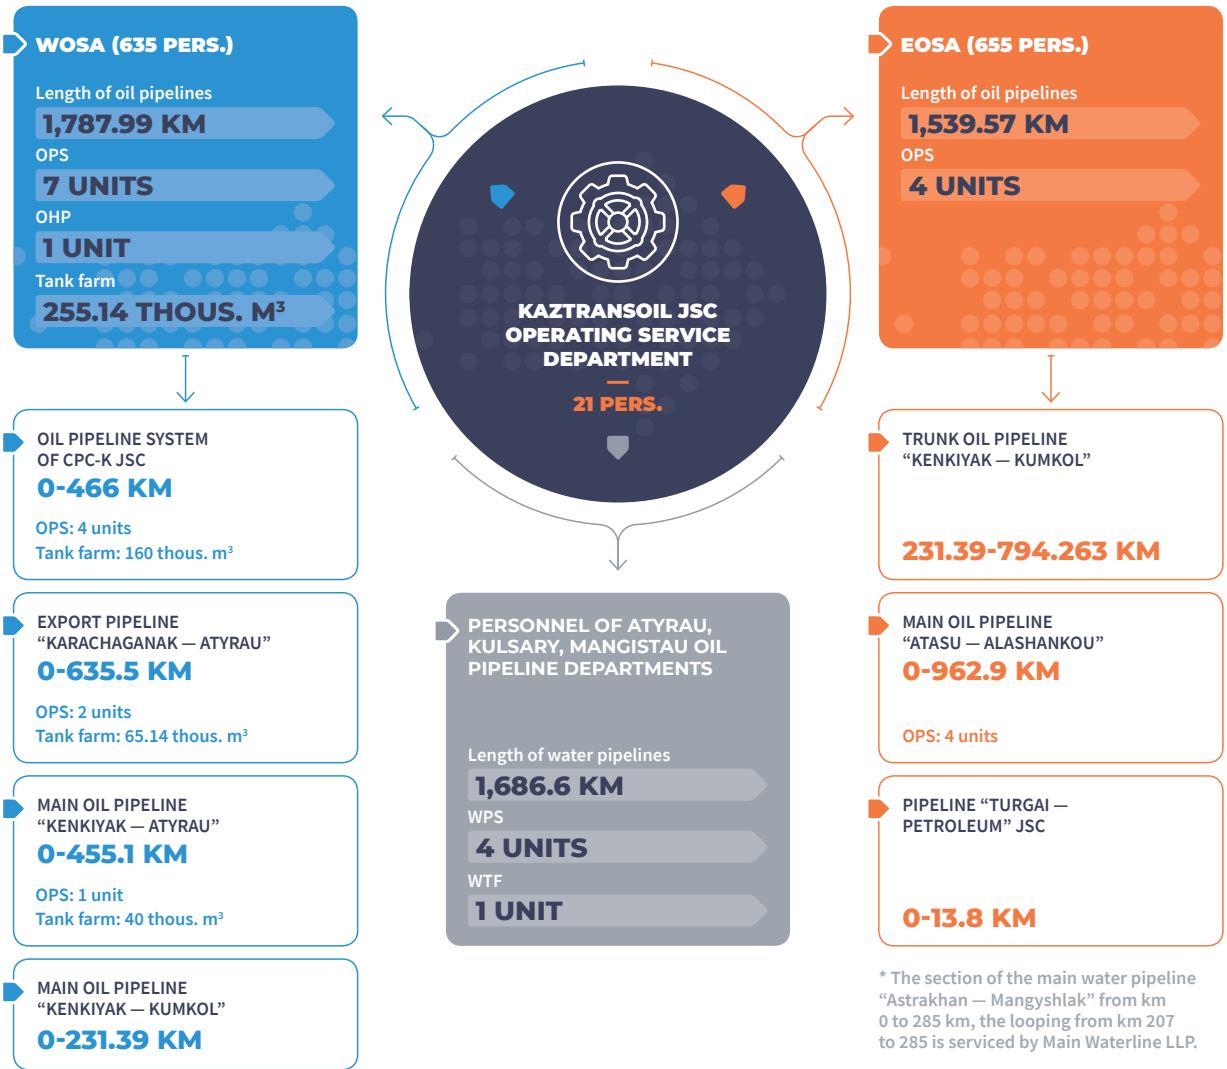 WOSA (635 PERS.)
Length of oil pipelines
1,787.99 KM
OPS
7 UNITS
OHP
1 UNIT
Tank farm
255.14 THOUS. M³
OIL PIPELINE SYSTEM
OF CPC-K JSC
0-466 KM
OPS: 4 units
Tank farm: 160 thous. m³
EXPORT PIPELINE
“KARACHAGANAK — ATYRAU”
0-635.5 KM
OPS: 2 units
Tank farm: 65.14 thous. m³
MAIN OIL PIPELINE
“KENKIYAK — ATYRAU”
0-455.1 KM
OPS: 1 unit
Tank farm: 40 thous. m³
MAIN OIL PIPELINE
“KENKIYAK — KUMKOL”
0-231.39 KM
KAZTRANSOIL JSC
OPERATING SERVICE
DEPARTMENT
21 PERS.
PERSONNEL OF ATYRAU,
KULSARY, MANGISTAU OIL
PIPELINE DEPARTMENTS
Length of water pipelines
1,686.6 KM
WPS
4 UNITS
WTF
1 UNIT
EOSA (655 PERS.)
Length of oil pipelines
1,539.57 KM
OPS
4 UNITS
TRUNK OIL PIPELINE
“KENKIYAK — KUMKOL”
231.39-794.263 KM
MAIN OIL PIPELINE
“ATASU — ALASHANKOU”
0-962.9 KM
OPS: 4 units
PIPELINE “TURGAI —
PETROLEUM” JSC
0-13.8 KM
* The section of the main water pipeline
“Astrakhan — Mangyshlak” from km
0 to 285 km, the looping from km 207
to 285 is serviced by Main Waterline LLP.